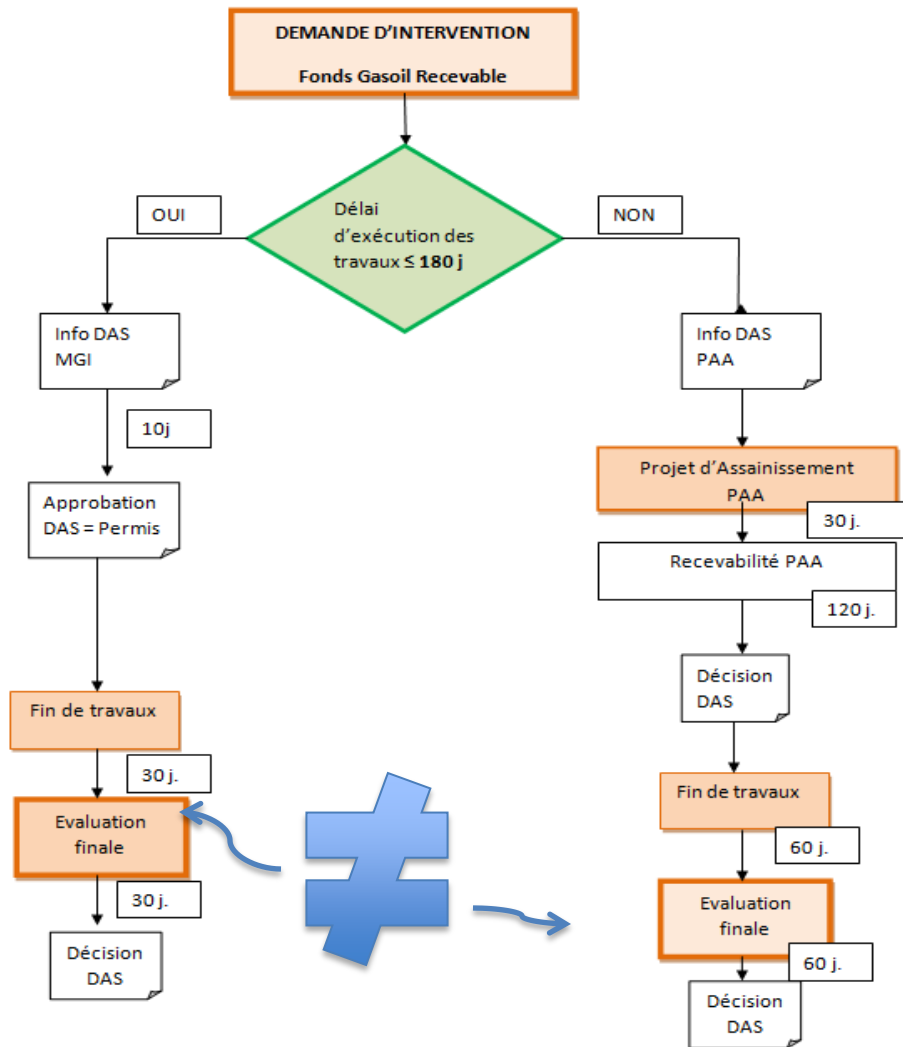 DEMANDE D'INTERVENTION
Fonds Gasoil Recevable
OUI
Délai
d'exécution des
travaux ≤ 180 j
NON
Info DAS
MGI
10j
Approbation
DAS = Permis
Fin de travaux
30 j.
Evaluation
finale
30 j.
Décision
DAS
≠
Info DAS
PAA
Projet d'Assainissement
PAA
30 j.
Recevabilité PAA
120 j.
Décision
DAS
Fin de travaux
60 j.
Evaluation
finale
60 j.
Décision
DAS